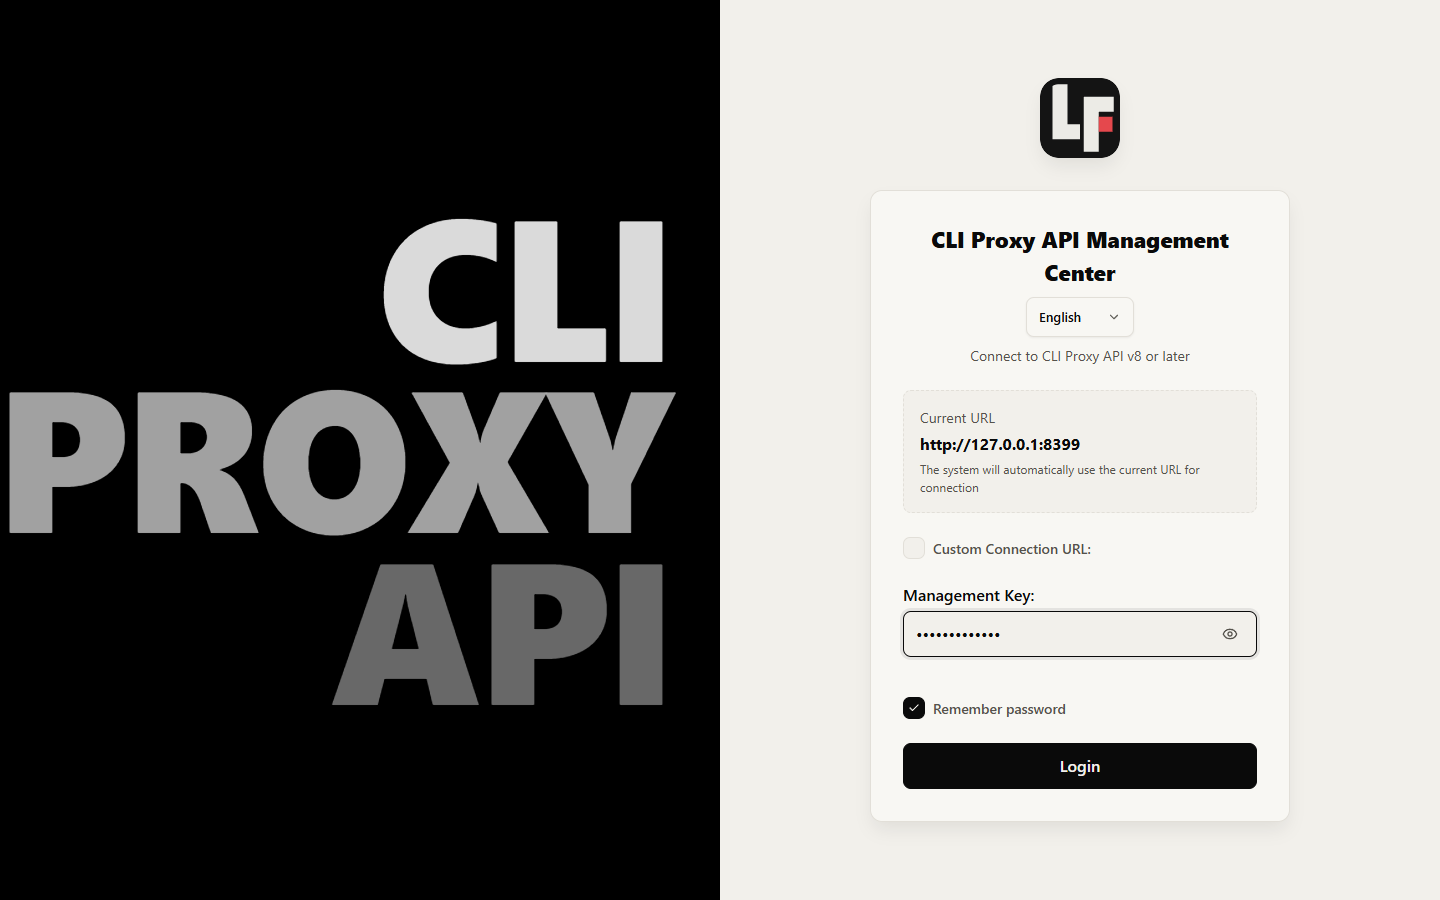 CLI
PROXY
API
LF
CLI Proxy API Management
Center
English
Connect to CLI Proxy API v8 or later
Current URL
http://127.0.0.1:8399
The system will automatically use the current URL for
connection
Custom Connection URL:
Management Key:
•••••••••••••
Remember password
Login